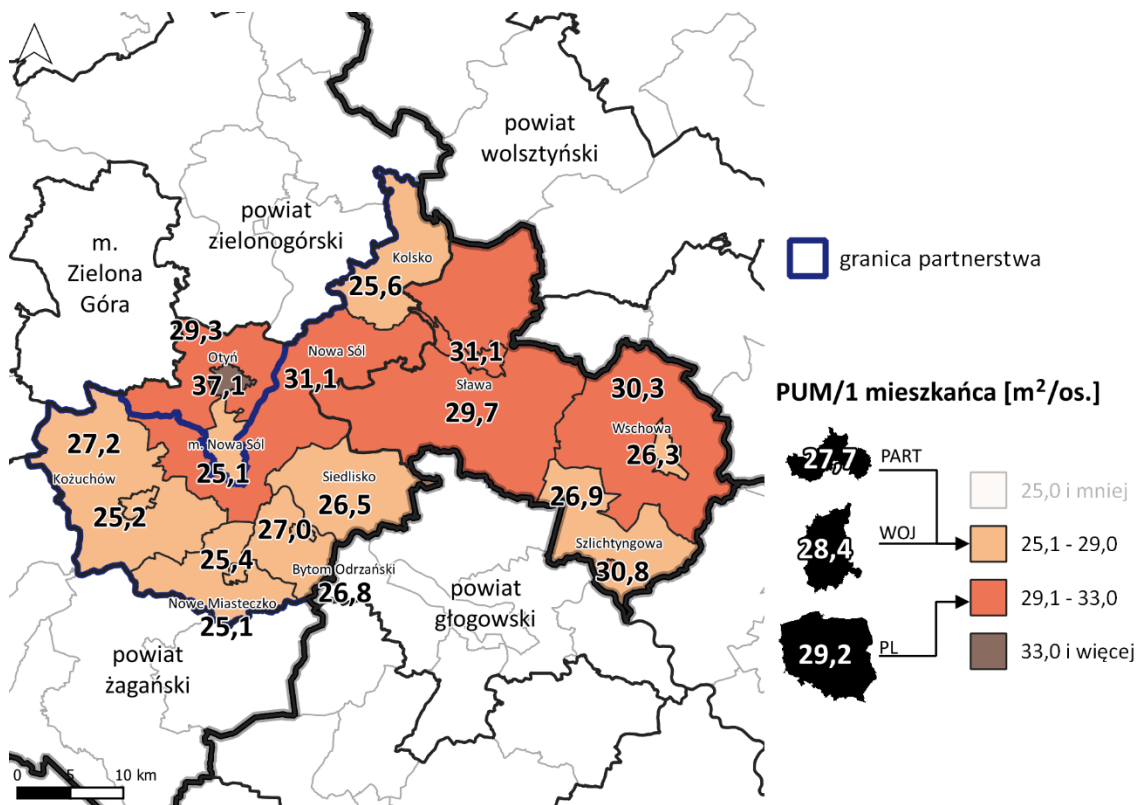 powiat
wolsztyński
powiat
zielonogórski
m.
Zielona
Góra
Kolsko
25,6
29,3
Otyń
37,1
Nowa Sól
31,1
31,1
Sława
29,7
30,3
Wschowa
26,3
27,2
Kożuchów
25,2
m. Nowa Sól
25,1
Siedlisko
26,5
27,0
25,4
26,9
Szlichtyngowa
30,8
Bytom Odrzański
26,8
Nowe Miasteczko
25,1
powiat
głogowski
powiat
żagański
0 5 10 km
granica partnerstwa
PUM/1 mieszkańca [m²/os.]
27,7
PART
28,4
WOJ
29,2
PL
25,0 i mniej
25,1 - 29,0
29,1 - 33,0
33,0 i więcej